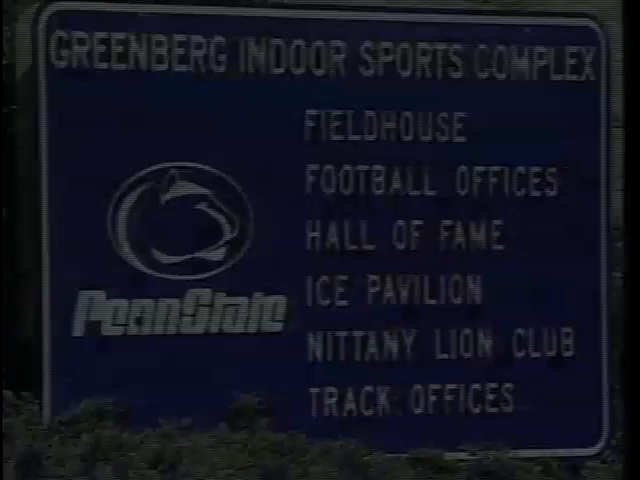 GREENBERG INDOOR SPORTS COMPLEX
FIELDHOUSE
FOOTBALL OFFICES
HALL OF FAME
ICE PAVILION
NITTANY LION CLUB
TRACK OFFICES
PennState